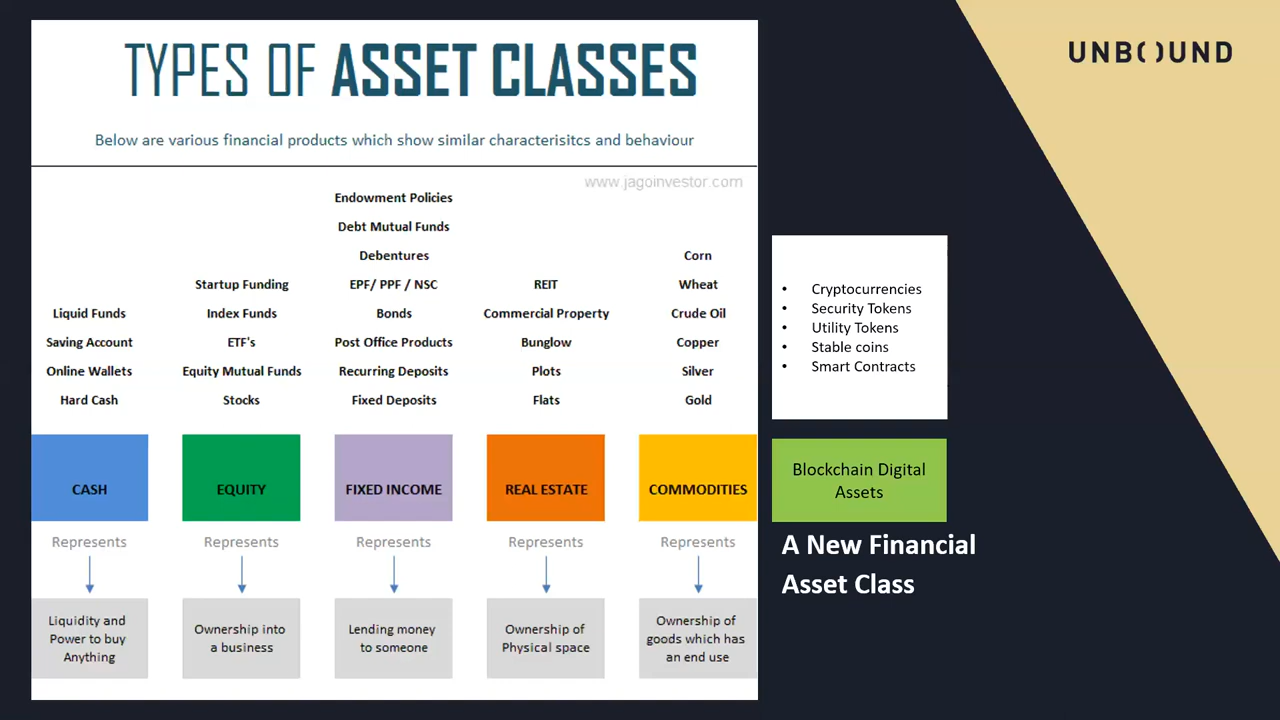 TYPES OF ASSET CLASSES
UNB()UND
Below are various financial products which show similar characterisitcs and behaviour
www.jagoinvestor.com
Liquid Funds
Saving Account
Online Wallets
Hard Cash
CASH
Represents
Liquidity and
Power to buy
Anything
Startup Funding
Index Funds
ETF's
Equity Mutual Funds
Stocks
EQUITY
Represents
Ownership into
a business
Endowment Policies
Debt Mutual Funds
Debentures
EPF/ PPF / NSC
Bonds
Post Office Products
Recurring Deposits
Fixed Deposits
FIXED INCOME
Represents
Lending money
to someone
REIT
Commercial Property
Bunglow
Plots
Flats
REAL ESTATE
Represents
Ownership of
Physical space
Corn
Wheat
Crude Oil
Copper
Silver
Gold
COMMODITIES
Represents
Ownership of
goods which has
an end use
• Cryptocurrencies
• Security Tokens
• Utility Tokens
• Stable coins
• Smart Contracts
Blockchain Digital
Assets
A New Financial
Asset Class